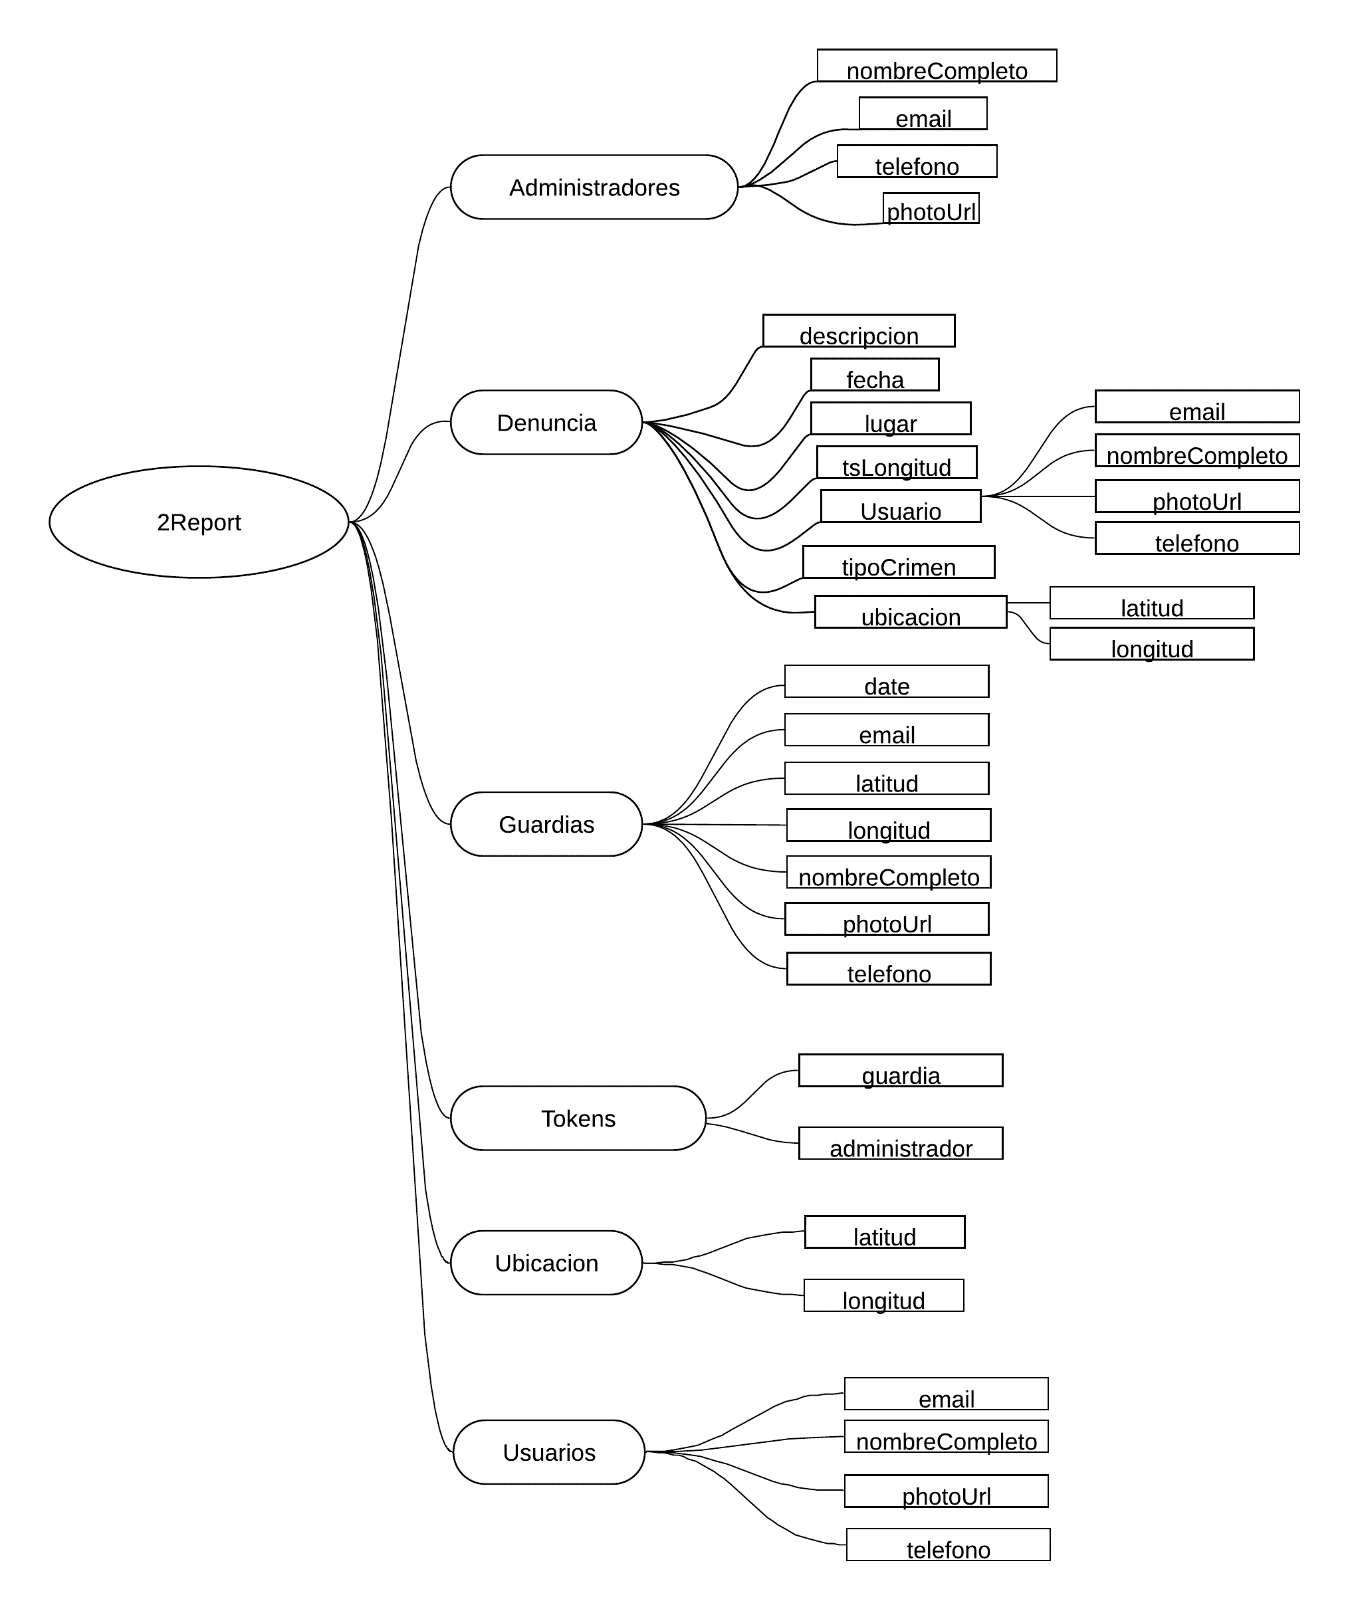 2Report
Administradores
nombreCompleto
email
telefono
photoUrl
Denuncia
descripcion
fecha
lugar
tsLongitud
Usuario
email
nombreCompleto
photoUrl
telefono
tipoCrimen
ubicacion
latitud
longitud
Guardias
date
email
latitud
longitud
nombreCompleto
photoUrl
telefono
Tokens
guardia
administrador
Ubicacion
latitud
longitud
Usuarios
email
nombreCompleto
photoUrl
telefono